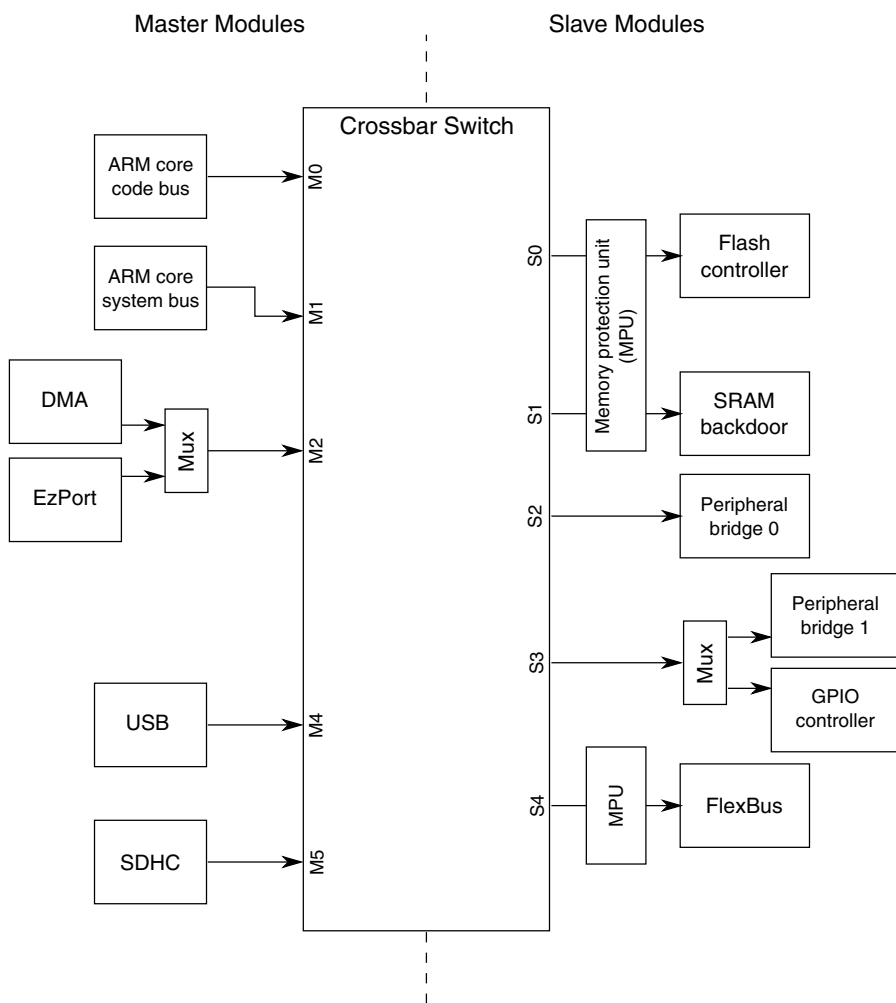 Master Modules
Slave Modules
Crossbar Switch
ARM core
code bus
M0
ARM core
system bus
M1
DMA
EzPort
Mux
M2
USB
M4
SDHC
M5
S0
Memory protection unit
(MPU)
Flash
controller
S1
SRAM
backdoor
S2
Peripheral
bridge 0
S3
Mux
Peripheral
bridge 1
GPIO
controller
S4
MPU
FlexBus